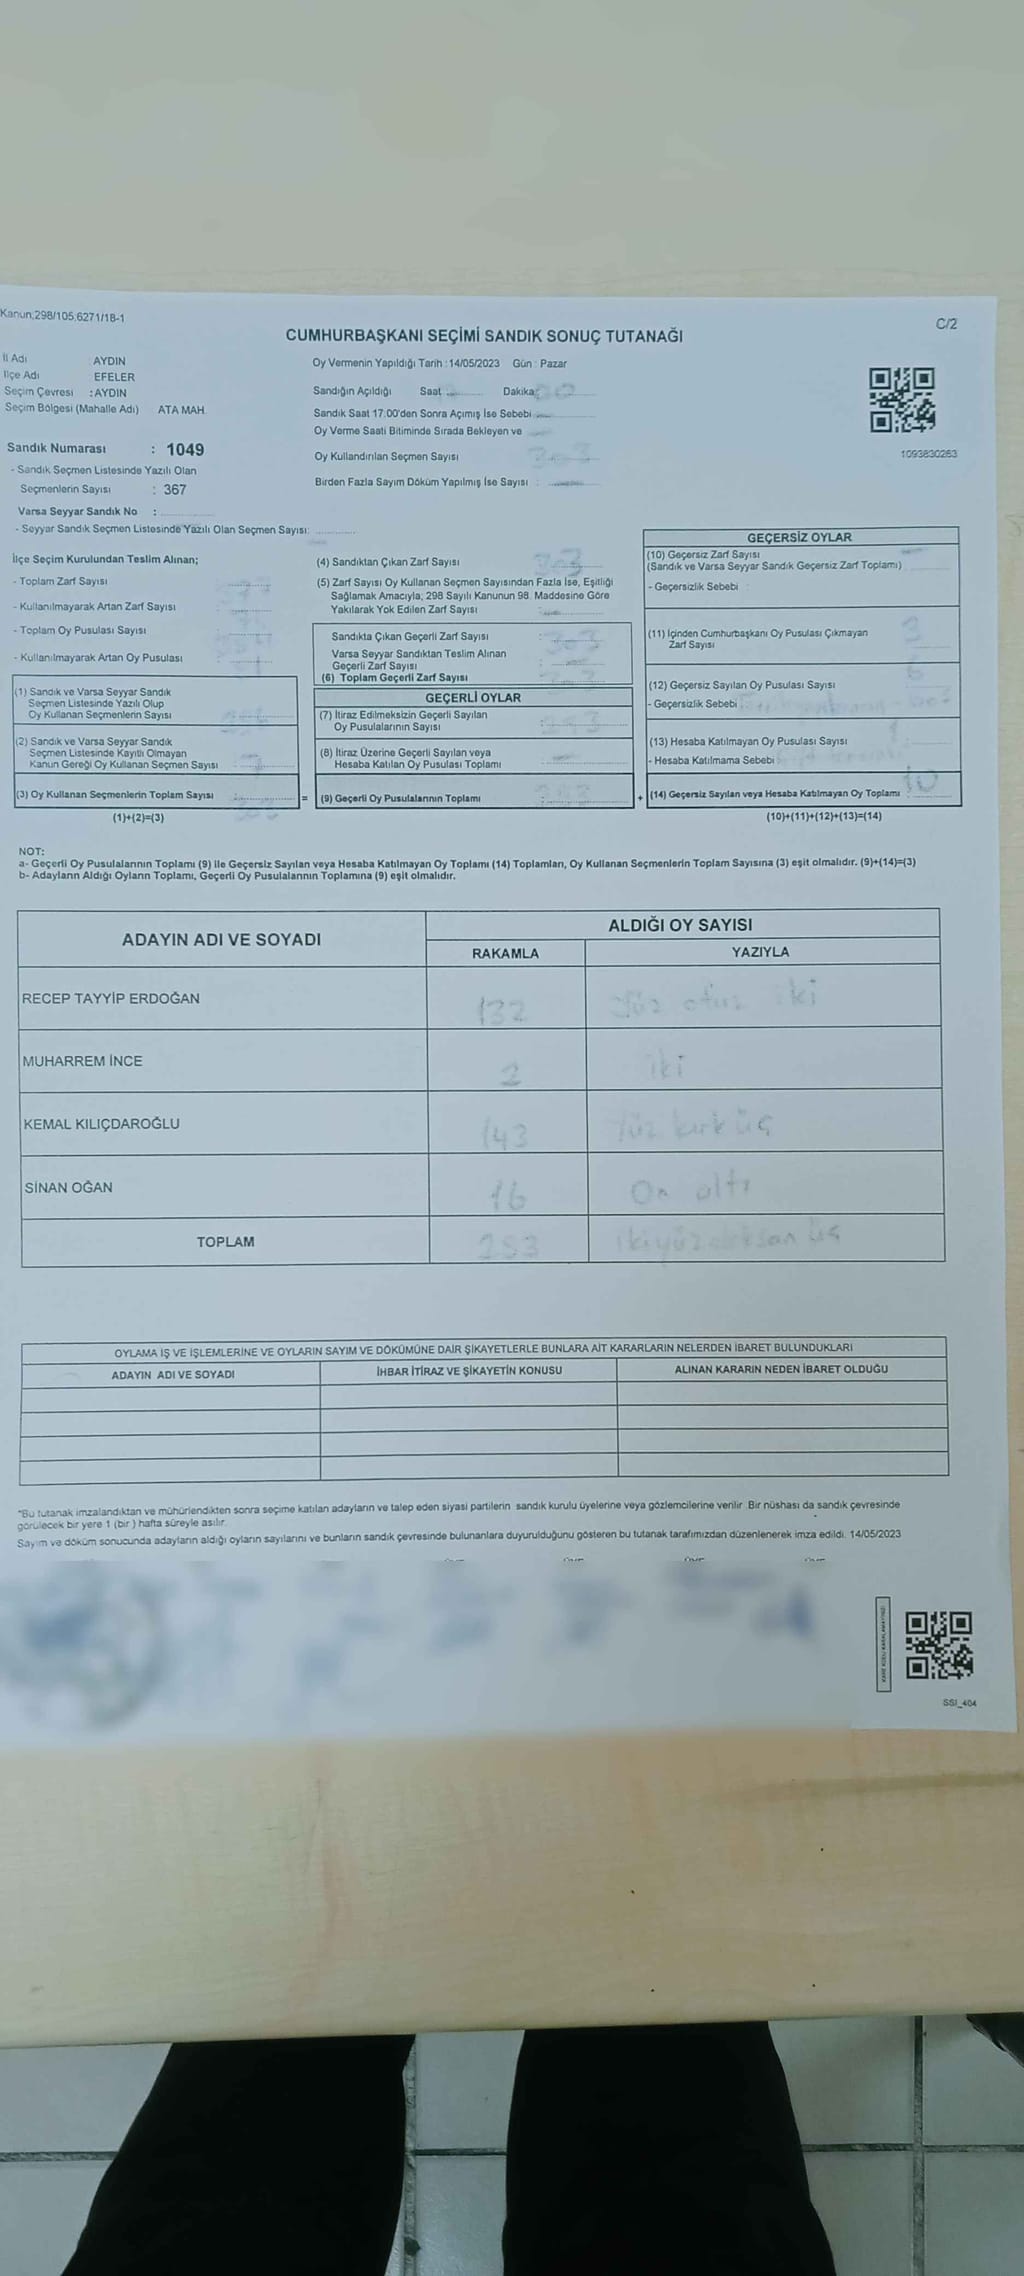 Kanun;298/105;6271/18-1
C/2
CUMHURBAŞKANI SEÇİMİ SANDIK SONUÇ TUTANAĞI
İl Adı AYDIN
İlçe Adı EFELER
Seçim Çevresi : AYDIN
Seçim Bölgesi (Mahalle Adı) ATA MAH.
Sandık Numarası : 1049
- Sandık Seçmen Listesinde Yazılı Olan
Seçmenlerin Sayısı : 367
Varsa Seyyar Sandık No :
- Seyyar Sandık Seçmen Listesinde Yazılı Olan Seçmen Sayısı:
Oy Vermenin Yapıldığı Tarih : 14/05/2023 Gün : Pazar
Sandığın Açıldığı Saat Dakika 00
Sandık Saat 17:00'den Sonra Açımış İse Sebebi
Oy Verme Saati Bitiminde Sırada Bekleyen ve
Oy Kullandırılan Seçmen Sayısı 303
Birden Fazla Sayım Döküm Yapılmış İse Sayısı :
1093830263
İlçe Seçim Kurulundan Teslim Alınan;
- Toplam Zarf Sayısı
- Kullanılmayarak Artan Zarf Sayısı
- Toplam Oy Pusulası Sayısı
- Kullanılmayarak Artan Oy Pusulası
(1) Sandık ve Varsa Seyyar Sandık
Seçmen Listesinde Yazılı Olup
Oy Kullanan Seçmenlerin Sayısı
(2) Sandık ve Varsa Seyyar Sandık
Seçmen Listesinde Kayıtlı Olmayan
Kanun Gereği Oy Kullanan Seçmen Sayısı 7
(3) Oy Kullanan Seçmenlerin Toplam Sayısı
(1)+(2)=(3)
(4) Sandıktan Çıkan Zarf Sayısı 303
(5) Zarf Sayısı Oy Kullanan Seçmen Sayısından Fazla İse, Eşitliği
Sağlamak Amacıyla; 298 Sayılı Kanunun 98. Maddesine Göre
Yakılarak Yok Edilen Zarf Sayısı
Sandıkta Çıkan Geçerli Zarf Sayısı : 303
Varsa Seyyar Sandıktan Teslim Alınan
Geçerli Zarf Sayısı :
(6) Toplam Geçerli Zarf Sayısı : 303
GEÇERLİ OYLAR
(7) İtiraz Edilmeksizin Geçerli Sayılan
Oy Pusulalarının Sayısı : 293
(8) İtiraz Üzerine Geçerli Sayılan veya
Hesaba Katılan Oy Pusulası Toplamı
= (9) Geçerli Oy Pusulalarının Toplamı 293
GEÇERSİZ OYLAR
(10) Geçersiz Zarf Sayısı
(Sandık ve Varsa Seyyar Sandık Geçersiz Zarf Toplamı)
- Geçersizlik Sebebi :
(11) İçinden Cumhurbaşkanı Oy Pusulası Çıkmayan
Zarf Sayısı 3
(12) Geçersiz Sayılan Oy Pusulası Sayısı 6
- Geçersizlik Sebebi
(13) Hesaba Katılmayan Oy Pusulası Sayısı 1
- Hesaba Katılmama Sebebi
+ (14) Geçersiz Sayılan veya Hesaba Katılmayan Oy Toplamı : 10
(10)+(11)+(12)+(13)=(14)
NOT:
a- Geçerli Oy Pusulalannın Toplamı (9) ile Geçersiz Sayılan veya Hesaba Katılmayan Oy Toplamı (14) Toplamları, Oy Kullanan Seçmenlerin Toplam Sayısına (3) eşit olmalıdır. (9)+(14)=(3)
b- Adayların Aldığı Oyların Toplamı, Geçerli Oy Pusulalannın Toplamına (9) eşit olmalıdır.
ADAYIN ADI VE SOYADI ALDIĞI OY SAYISI
RAKAMLA YAZIYLA
RECEP TAYYİP ERDOĞAN 132 Yüz otuz iki
MUHARREM İNCE 2 iki
KEMAL KILIÇDAROĞLU 143 Yüz kırk üç
SİNAN OĞAN 16 On altı
TOPLAM 293 ikiyüzdoksan üç
OYLAMA İŞ VE İŞLEMLERİNE VE OYLARIN SAYIM VE DÖKÜMÜNE DAİR ŞİKAYETLERLE BUNLARA AİT KARARLARIN NELERDEN İBARET BULUNDUKLARI
ADAYIN ADI VE SOYADI İHBAR İTİRAZ VE ŞİKAYETİN KONUSU ALINAN KARARIN NEDEN İBARET OLDUĞU
*Bu tutanak imzalandıktan ve mühürlendikten sonra seçime katılan adayların ve talep eden siyasi partilerin sandık kurulu üyelerine veya gözlemcilerine verilir. Bir nüshası da sandık çevresinde
görülecek bir yere 1 (bir) hafta süreyle asılır.
Sayım ve döküm sonucunda adayların aldığı oyların sayılarını ve bunların sandık çevresinde bulunanlara duyurulduğunu gösteren bu tutanak tarafımızdan düzenlenerek imza edildi. 14/05/2023
SSI_404